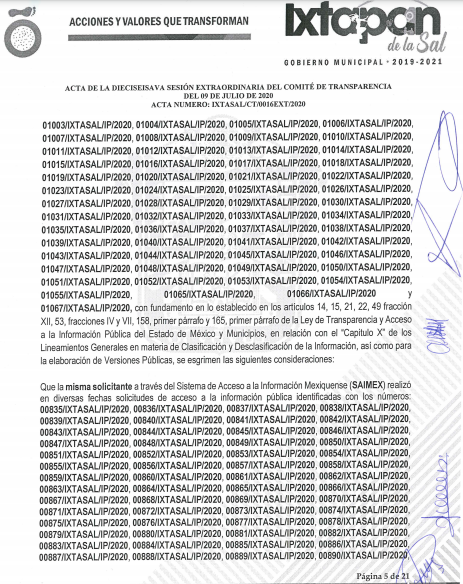 ACCIONES Y VALORES QUE TRANSFORMAN
Ixtapan
de la Sal
GOBIERNO MUNICIPAL • 2019-2021
ACTA DE LA DIECISEISAVA SESIÓN EXTRAORDINARIA DEL COMITÉ DE TRANSPARENCIA
DEL 09 DE JULIO DE 2020
ACTA NUMERO: IXTASAL/CT/0016EXT/2020
01003/IXTASAL/IP/2020, 01004/IXTASAL/IP/2020, 01005/IXTASAL/IP/2020, 01006/IXTASAL/IP/2020,
01007/IXTASAL/IP/2020, 01008/IXTASAL/IP/2020, 01009/IXTASAL/IP/2020, 01010/IXTASAL/IP/2020,
01011/IXTASAL/IP/2020, 01012/IXTASAL/IP/2020, 01013/IXTASAL/IP/2020, 01014/IXTASAL/IP/2020,
01015/IXTASAL/IP/2020, 01016/IXTASAL/IP/2020, 01017/IXTASAL/IP/2020, 01018/IXTASAL/IP/2020,
01019/IXTASAL/IP/2020, 01020/IXTASAL/IP/2020, 01021/IXTASAL/IP/2020, 01022/IXTASAL/IP/2020,
01023/IXTASAL/IP/2020, 01024/IXTASAL/IP/2020, 01025/IXTASAL/IP/2020, 01026/IXTASAL/IP/2020,
01027/IXTASAL/IP/2020, 01028/IXTASAL/IP/2020, 01029/IXTASAL/IP/2020, 01030/IXTASAL/IP/2020,
01031/IXTASAL/IP/2020, 01032/IXTASAL/IP/2020, 01033/IXTASAL/IP/2020, 01034/IXTASAL/IP/2020,
01035/IXTASAL/IP/2020, 01036/IXTASAL/IP/2020, 01037/IXTASAL/IP/2020, 01038/IXTASAL/IP/2020,
01039/IXTASAL/IP/2020, 01040/IXTASAL/IP/2020, 01041/IXTASAL/IP/2020, 01042/IXTASAL/IP/2020,
01043/IXTASAL/IP/2020, 01044/IXTASAL/IP/2020, 01045/IXTASAL/IP/2020, 01046/IXTASAL/IP/2020,
01047/IXTASAL/IP/2020, 01048/IXTASAL/IP/2020, 01049/IXTASAL/IP/2020, 01050/IXTASAL/IP/2020,
01051/IXTASAL/IP/2020, 01052/IXTASAL/IP/2020, 01053/IXTASAL/IP/2020, 01054/IXTASAL/IP/2020,
01055/IXTASAL/IP/2020, 01065/IXTASAL/IP/2020, 01066/IXTASAL/IP/2020 y
01067/IXTASAL/IP/2020, con fundamento en lo establecido en los artículos 14, 15, 21, 22, 49 fracción
XII, 53, fracciones IV y VII, 158, primer párrafo y 165, primer párrafo de la Ley de Transparencia y Acceso
a la Información Pública del Estado de México y Municipios, en relación con el "Capítulo X" de los
Lineamientos Generales en materia de Clasificación y Desclasificación de la Información, así como para
la elaboración de Versiones Públicas, se esgrimen las siguientes consideraciones:
Que la misma solicitante a través del Sistema de Acceso a la Información Mexiquense (SAIMEX) realizó
en diversas fechas solicitudes de acceso a la información pública identificadas con los números:
00835/IXTASAL/IP/2020, 00836/IXTASAL/IP/2020, 00837/IXTASAL/IP/2020, 00838/IXTASAL/IP/2020,
00839/IXTASAL/IP/2020, 00840/IXTASAL/IP/2020, 00841/IXTASAL/IP/2020, 00842/IXTASAL/IP/2020,
00843/IXTASAL/IP/2020, 00844/IXTASAL/IP/2020, 00845/IXTASAL/IP/2020, 00846/IXTASAL/IP/2020,
00847/IXTASAL/IP/2020, 00848/IXTASAL/IP/2020, 00849/IXTASAL/IP/2020, 00850/IXTASAL/IP/2020,
00851/IXTASAL/IP/2020, 00852/IXTASAL/IP/2020, 00853/IXTASAL/IP/2020, 00854/IXTASAL/IP/2020,
00855/IXTASAL/IP/2020, 00856/IXTASAL/IP/2020, 00857/IXTASAL/IP/2020, 00858/IXTASAL/IP/2020,
00859/IXTASAL/IP/2020, 00860/IXTASAL/IP/2020, 00861/IXTASAL/IP/2020, 00862/IXTASAL/IP/2020,
00863/IXTASAL/IP/2020, 00864/IXTASAL/IP/2020, 00865/IXTASAL/IP/2020, 00866/IXTASAL/IP/2020,
00867/IXTASAL/IP/2020, 00868/IXTASAL/IP/2020, 00869/IXTASAL/IP/2020, 00870/IXTASAL/IP/2020,
00871/IXTASAL/IP/2020, 00872/IXTASAL/IP/2020, 00873/IXTASAL/IP/2020, 00874/IXTASAL/IP/2020,
00875/IXTASAL/IP/2020, 00876/IXTASAL/IP/2020, 00877/IXTASAL/IP/2020, 00878/IXTASAL/IP/2020,
00879/IXTASAL/IP/2020, 00880/IXTASAL/IP/2020, 00881/IXTASAL/IP/2020, 00882/IXTASAL/IP/2020,
00883/IXTASAL/IP/2020, 00884/IXTASAL/IP/2020, 00885/IXTASAL/IP/2020, 00886/IXTASAL/IP/2020,
00887/IXTASAL/IP/2020, 00888/IXTASAL/IP/2020, 00889/IXTASAL/IP/2020, 00890/IXTASAL/IP/2020,
Página 5 de 21